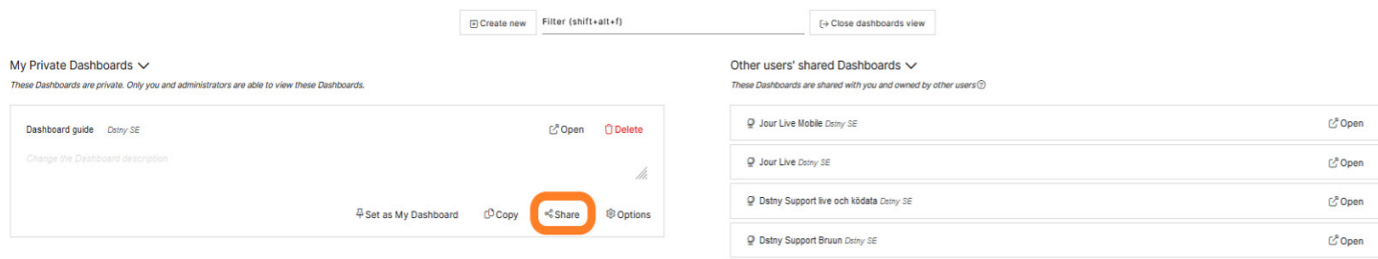 Create new
Filter (shift+alt+f)
Close dashboards view
My Private Dashboards
These Dashboards are private. Only you and administrators are able to view these Dashboards.
Dashboard guide Dstny SE
Open
Delete
Change the Dashboard description
Set as My Dashboard
Copy
Share
Options
Other users' shared Dashboards
These Dashboards are shared with you and owned by other users
Jour Live Mobile Dstny SE
Open
Jour Live Dstny SE
Open
Dstny Support live och ködata Dstny SE
Open
Dstny Support Bruun Dstny SE
Open